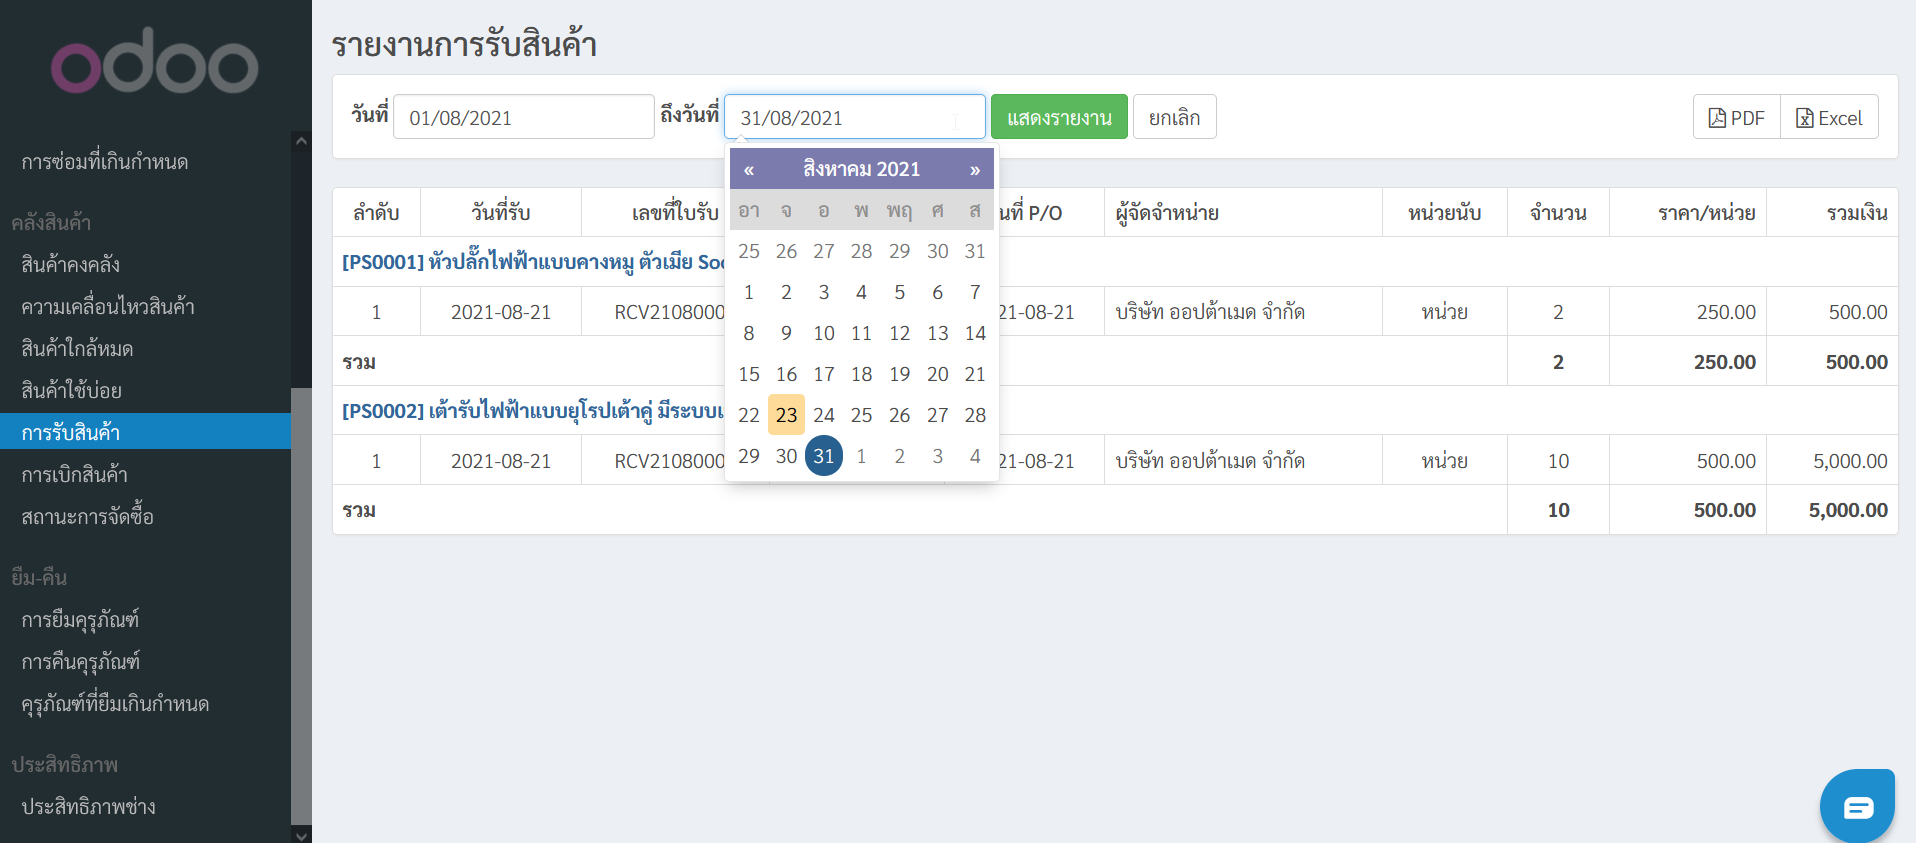 odoo
การซ่อมที่เกินกำหนด
คลังสินค้า
สินค้าคงคลัง
ความเคลื่อนไหวสินค้า
สินค้าใกล้หมด
สินค้าใช้บ่อย
การรับสินค้า
การเบิกสินค้า
สถานะการจัดซื้อ
ยืม-คืน
การยืมคุรุภัณฑ์
การคืนคุรุภัณฑ์
คุรุภัณฑ์ที่ยืมเกินกำหนด
ประสิทธิภาพ
ประสิทธิภาพช่าง
รายงานการรับสินค้า
วันที่ 01/08/2021 ถึงวันที่ 31/08/2021 แสดงรายงาน ยกเลิก PDF Excel
« สิงหาคม 2021 »
อา จ อ พ พฤ ศ ส
25 26 27 28 29 30 31
1 2 3 4 5 6 7
8 9 10 11 12 13 14
15 16 17 18 19 20 21
22 23 24 25 26 27 28
29 30 31 1 2 3 4
ลำดับ วันที่รับ เลขที่ใบรับ นที่ P/O ผู้จัดจำหน่าย หน่วยนับ จำนวน ราคา/หน่วย รวมเงิน
[PS0001] หัวปลั๊กไฟฟ้าแบบคางหมู ตัวเมีย
1 2021-08-21 RCV2108000 21-08-21 บริษัท ออปต้าเมด จำกัด หน่วย 2 250.00 500.00
รวม 2 250.00 500.00
[PS0002] เต้ารับไฟฟ้าแบบยุโรปเต้าคู่ มีระบบ
1 2021-08-21 RCV2108000 21-08-21 บริษัท ออปต้าเมด จำกัด หน่วย 10 500.00 5,000.00
รวม 10 500.00 5,000.00